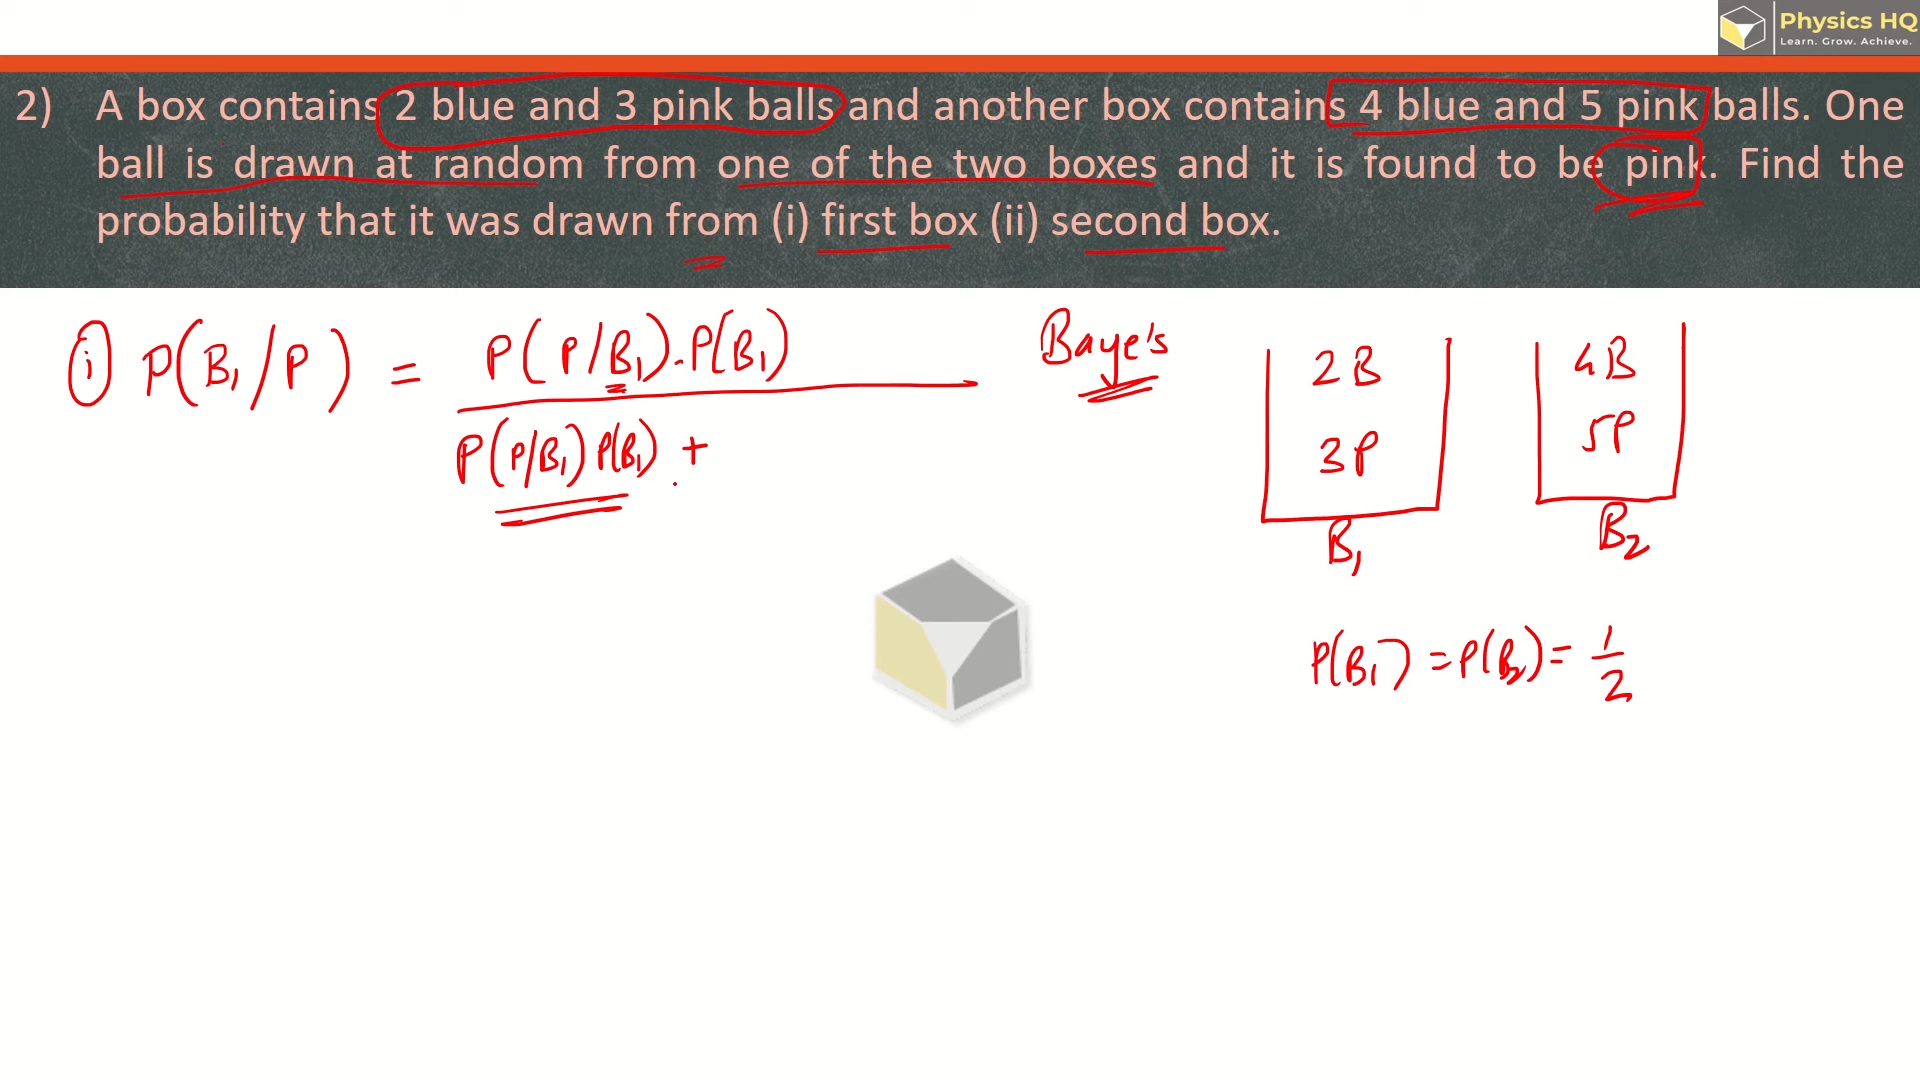 Physics HQ
Learn. Grow. Achieve.
2) A box contains 2 blue and 3 pink balls and another box contains 4 blue and 5 pink balls. One
ball is drawn at random from one of the two boxes and it is found to be pink. Find the
probability that it was drawn from (i) first box (ii) second box.
(i) P(B₁/P) = P(P/B₁).P(B₁)
P(P/B₁)P(B₁) +
Baye's
2B
3P
B₁
4B
5P
B₂
P(B₁) = P(B₂) = 1/2